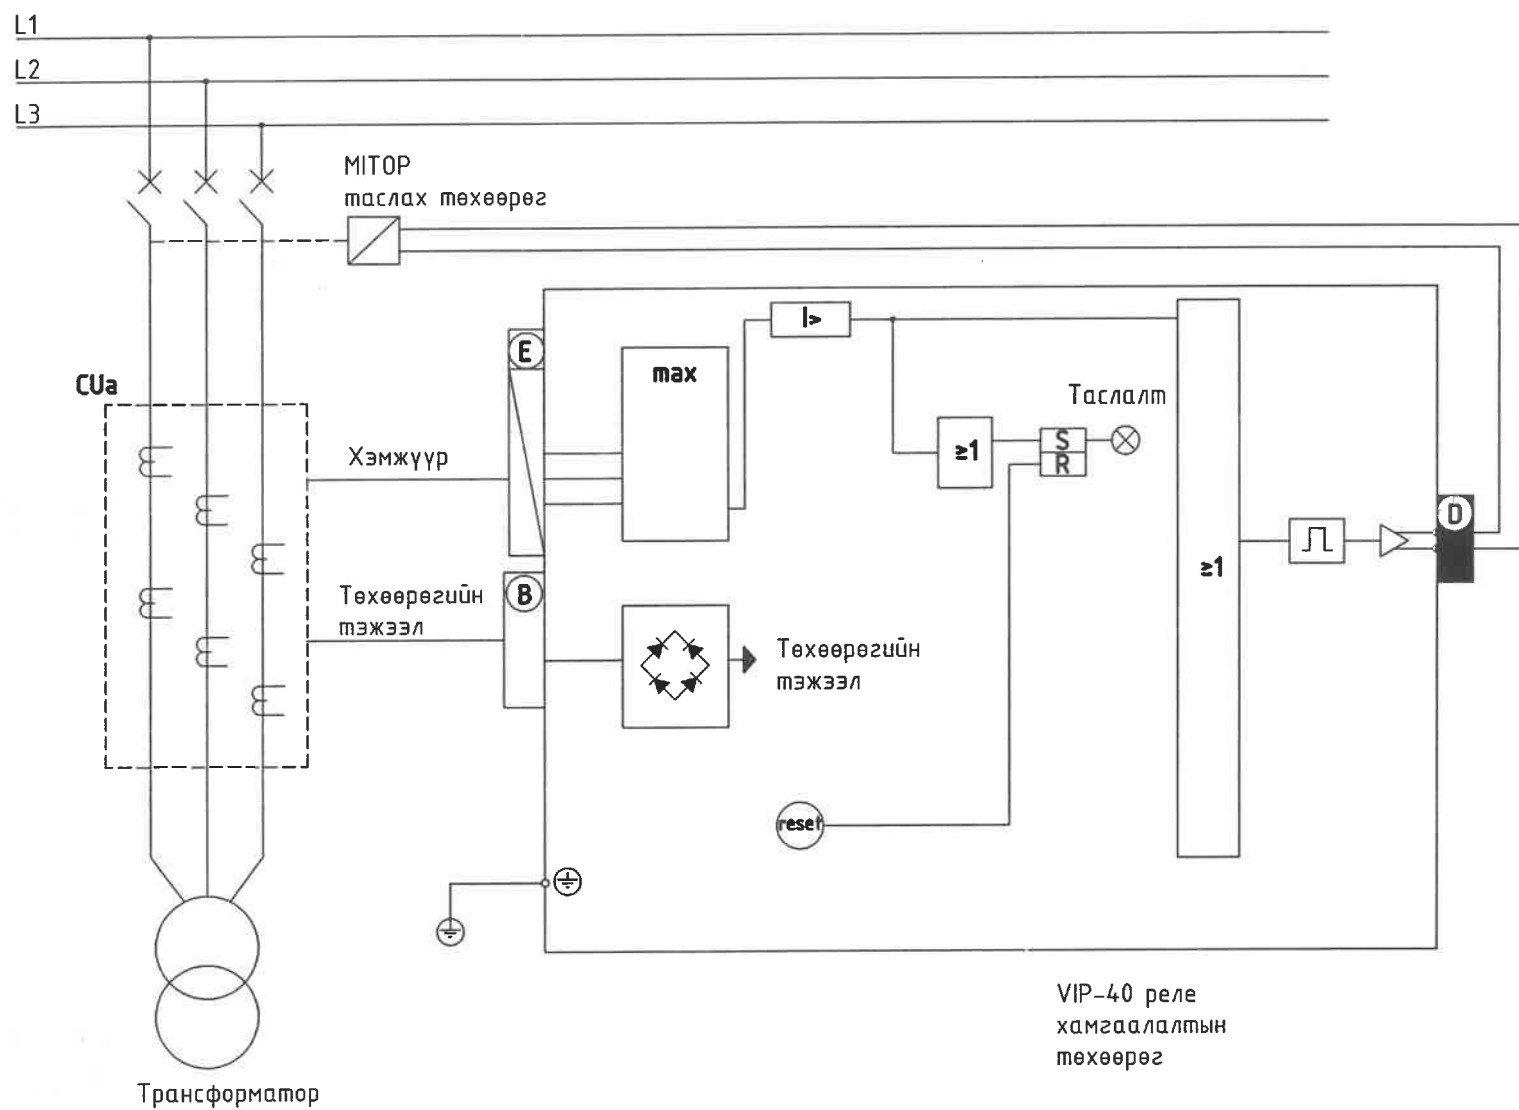 L1
L2
L3
MITOP
таслах төхөөрөг
I>
E
max
CUa
Таслалт
Хэмжүүр
≥1
S
R
D
Төхөөрөгийн
тэжээл
B
≥1
Төхөөрөгийн
тэжээл
reset
VIP-40 реле
хамгаалалтын
төхөөрөг
Трансформатор